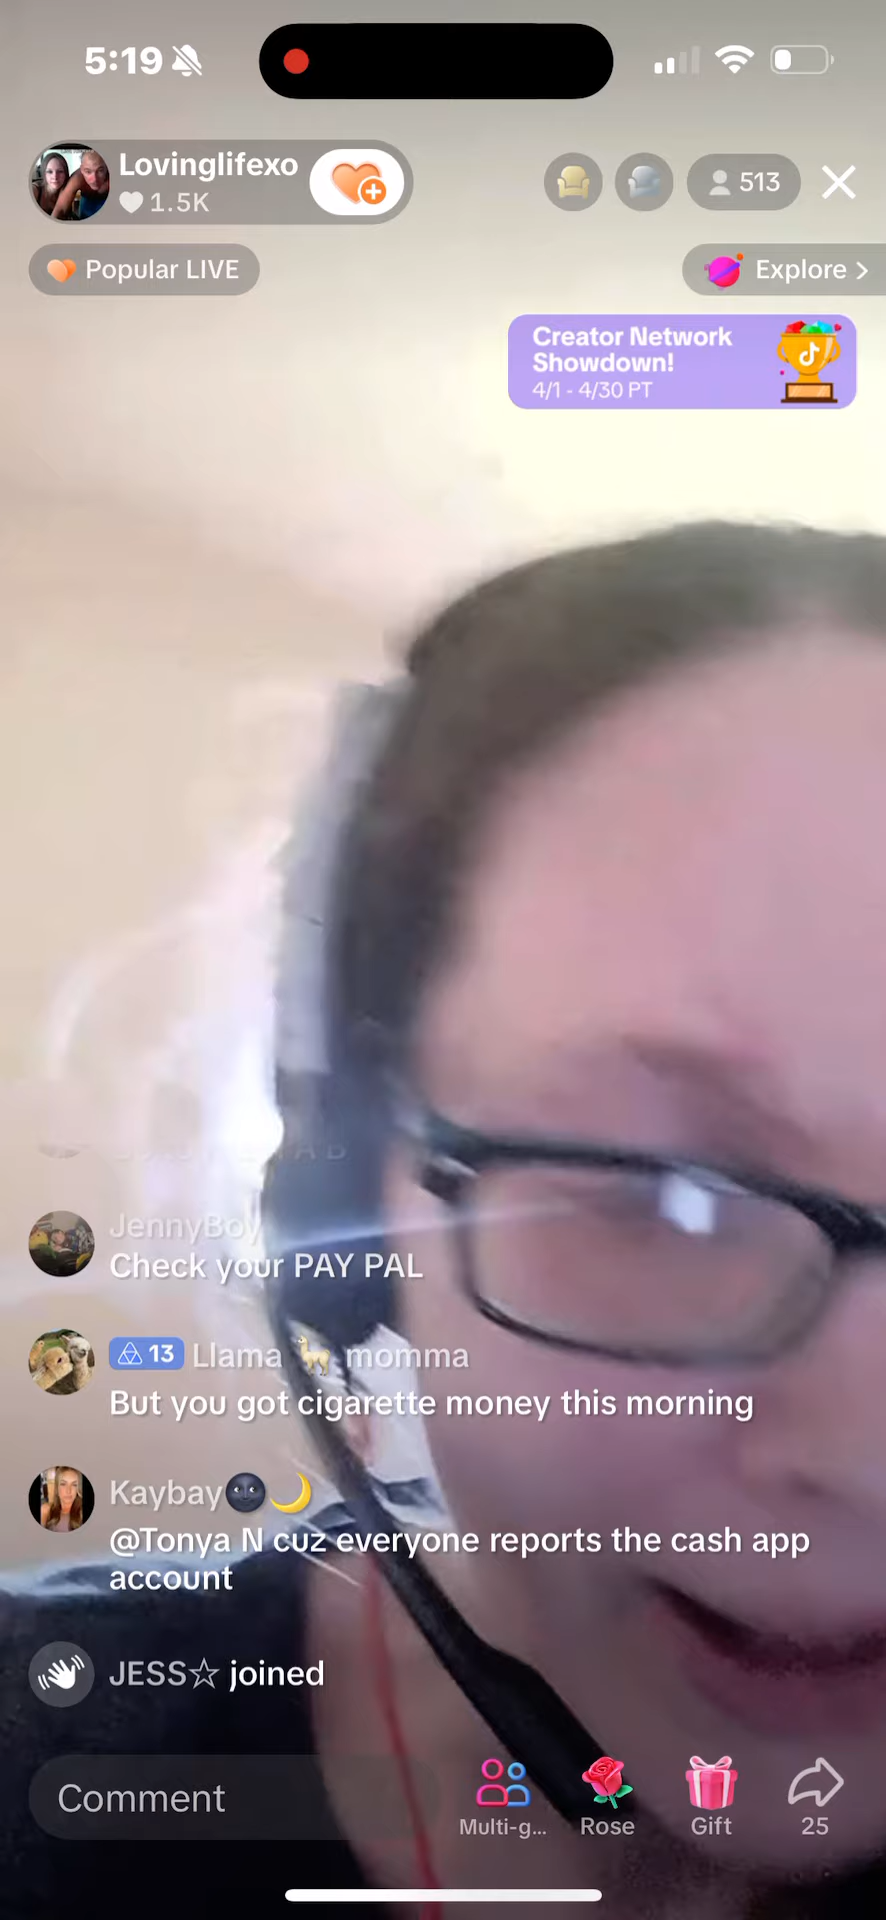 5:19
Lovinglifexo
1.5K
513
Popular LIVE
Explore >
Creator Network
Showdown!
4/1 - 4/30 PT
JennyBoy
Check your PAY PAL
13 Llama 🦙 momma
But you got cigarette money this morning
Kaybay🌚🌙
@Tonya N cuz everyone reports the cash app
account
JESS☆ joined
Comment
Multi-g...
Rose
Gift
25